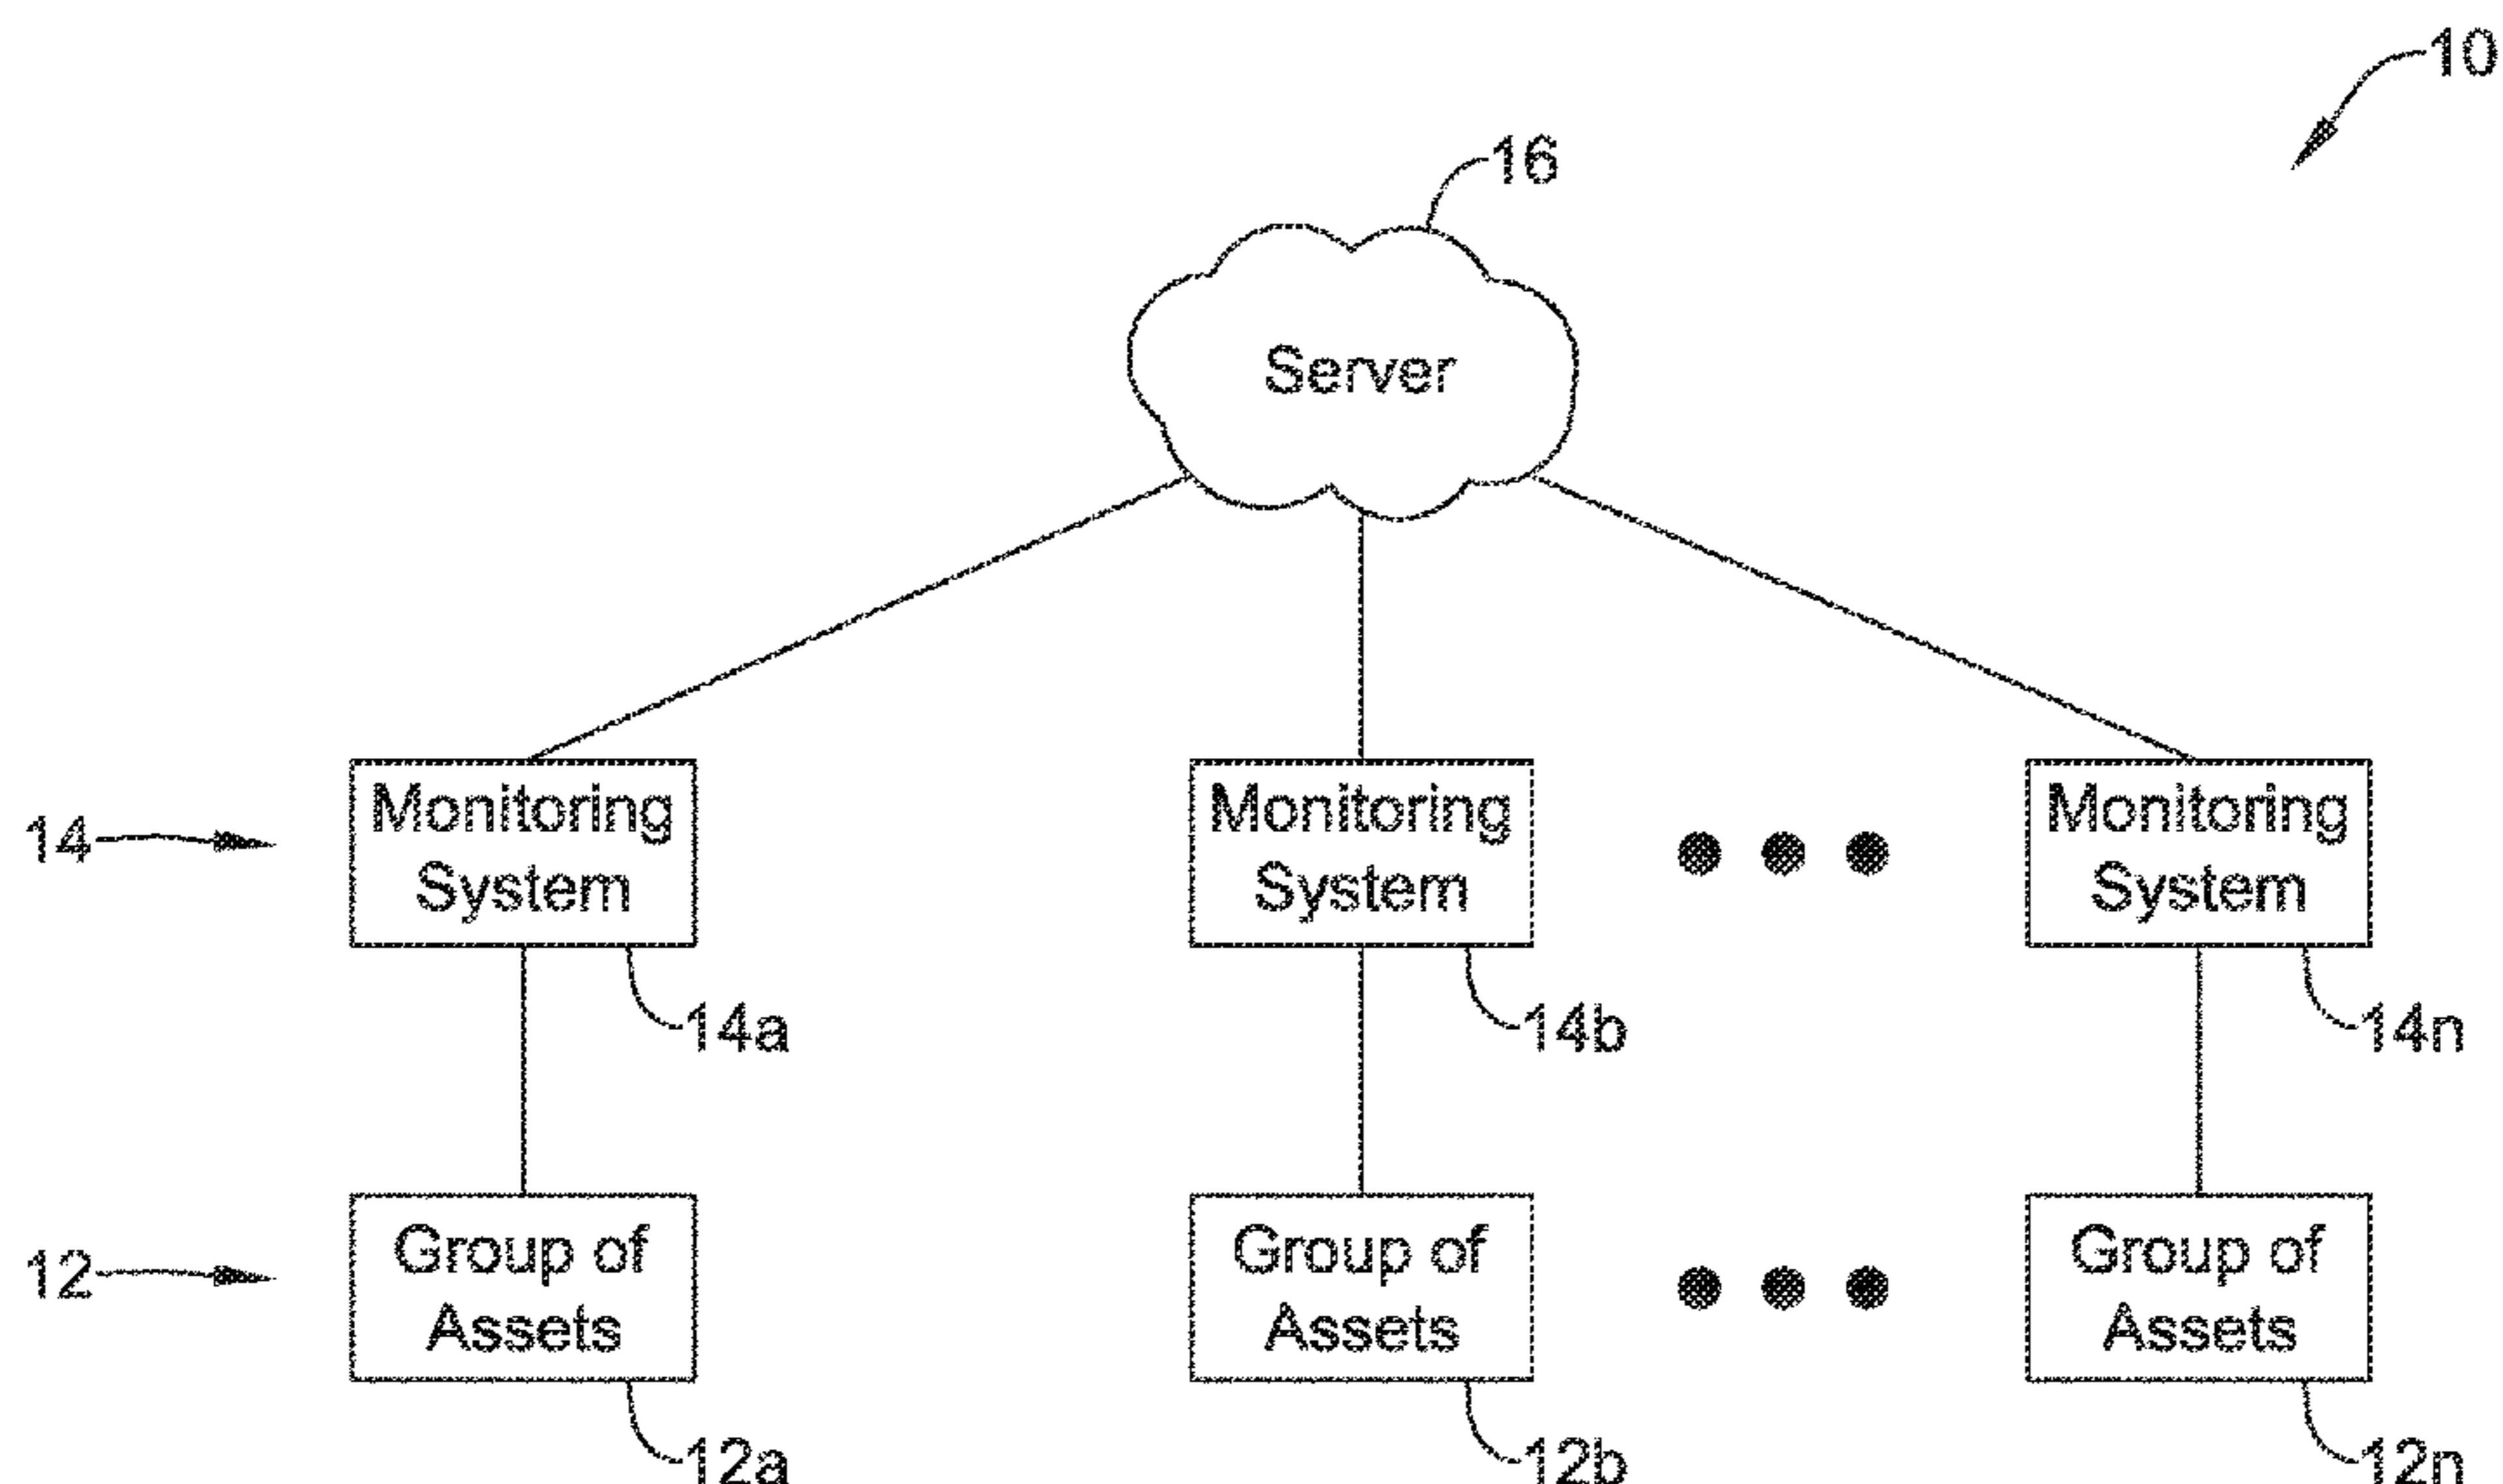 10
16
Server
14
Monitoring
System
Monitoring
System
Monitoring
System
14a
14b
14n
12
Group of
Assets
Group of
Assets
Group of
Assets
12a
12b
12n